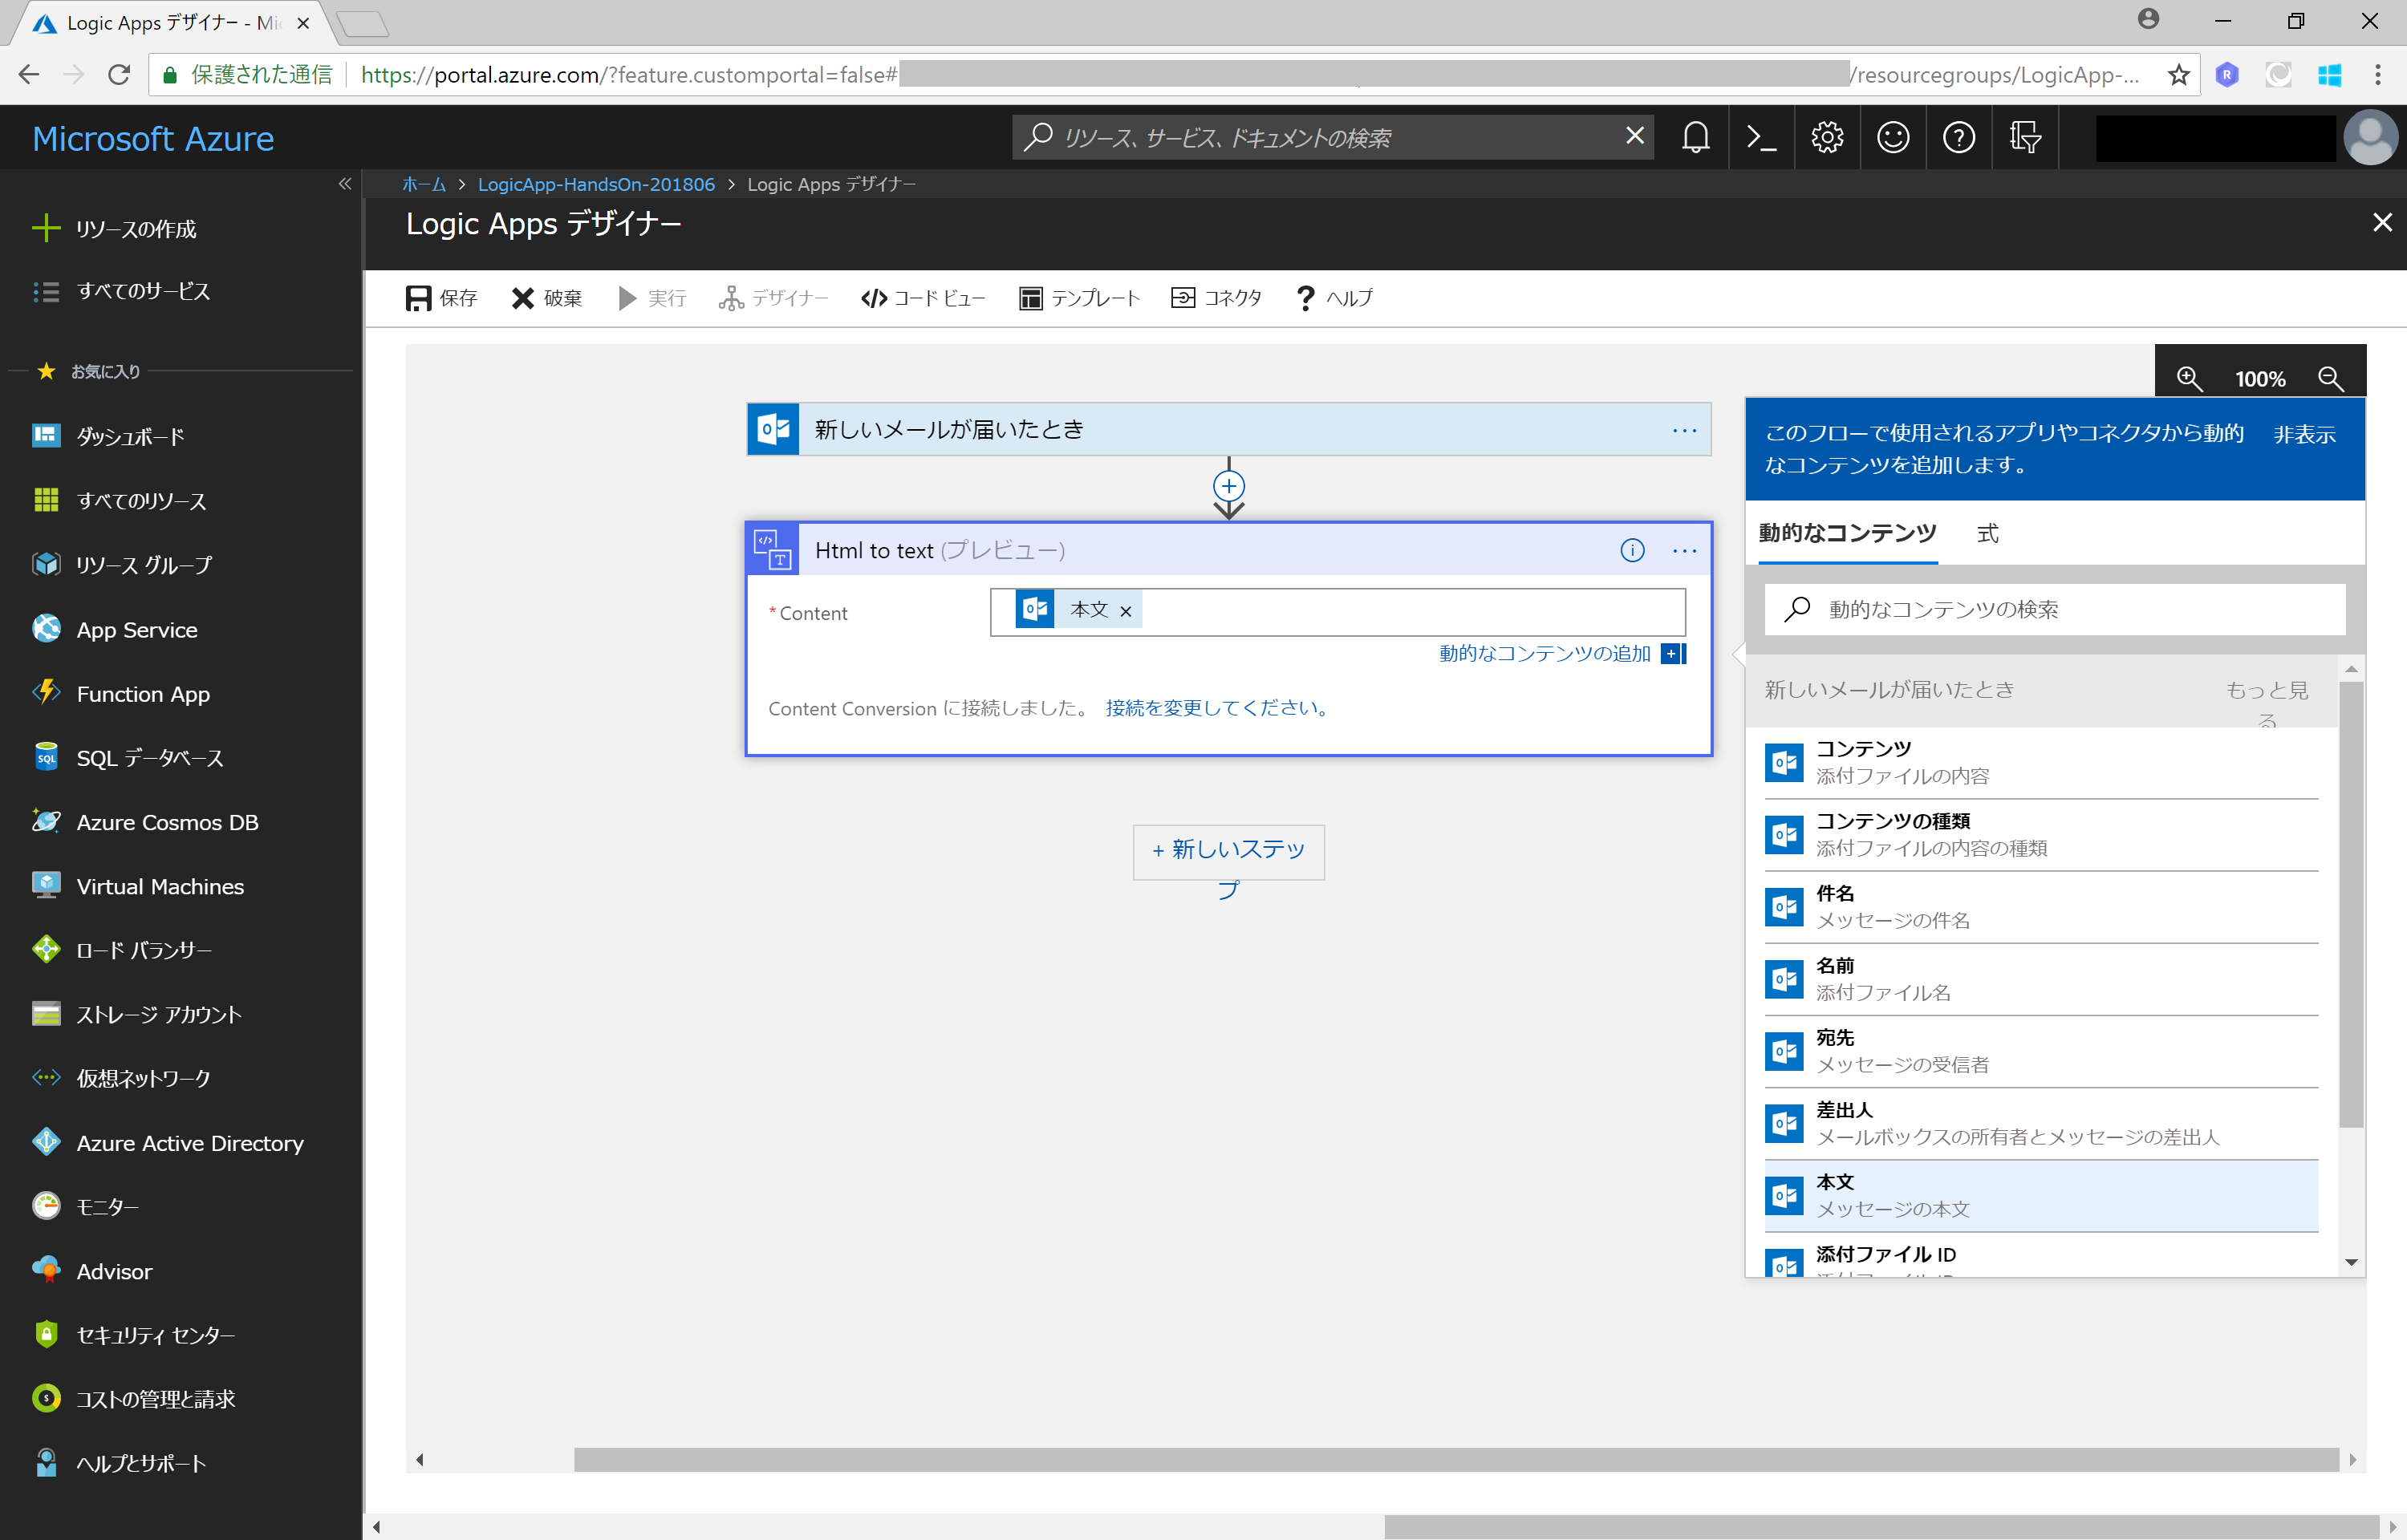 Logic Apps デザイナー - Mi
保護された通信
https://portal.azure.com/?feature.customportal=false#
/resourcegroups/LogicApp-...
Microsoft Azure
リソース、サービス、ドキュメントの検索
ホーム > LogicApp-HandsOn-201806 > Logic Apps デザイナー
Logic Apps デザイナー
リソースの作成
すべてのサービス
お気に入り
ダッシュボード
すべてのリソース
リソース グループ
App Service
Function App
SQL データベース
Azure Cosmos DB
Virtual Machines
ロード バランサー
ストレージ アカウント
仮想ネットワーク
Azure Active Directory
モニター
Advisor
セキュリティ センター
コストの管理と請求
ヘルプとサポート
保存
破棄
実行
デザイナー
コード ビュー
テンプレート
コネクタ
ヘルプ
100%
新しいメールが届いたとき
Html to text (プレビュー)
* Content
本文
動的なコンテンツの追加
Content Conversion に接続しました。 接続を変更してください。
+ 新しいステッ
プ
このフローで使用されるアプリやコネクタから動的
なコンテンツを追加します。
非表示
動的なコンテンツ
式
動的なコンテンツの検索
新しいメールが届いたとき
もっと見
る
コンテンツ
添付ファイルの内容
コンテンツの種類
添付ファイルの内容の種類
件名
メッセージの件名
名前
添付ファイル名
宛先
メッセージの受信者
差出人
メールボックスの所有者とメッセージの差出人
本文
メッセージの本文
添付ファイル ID